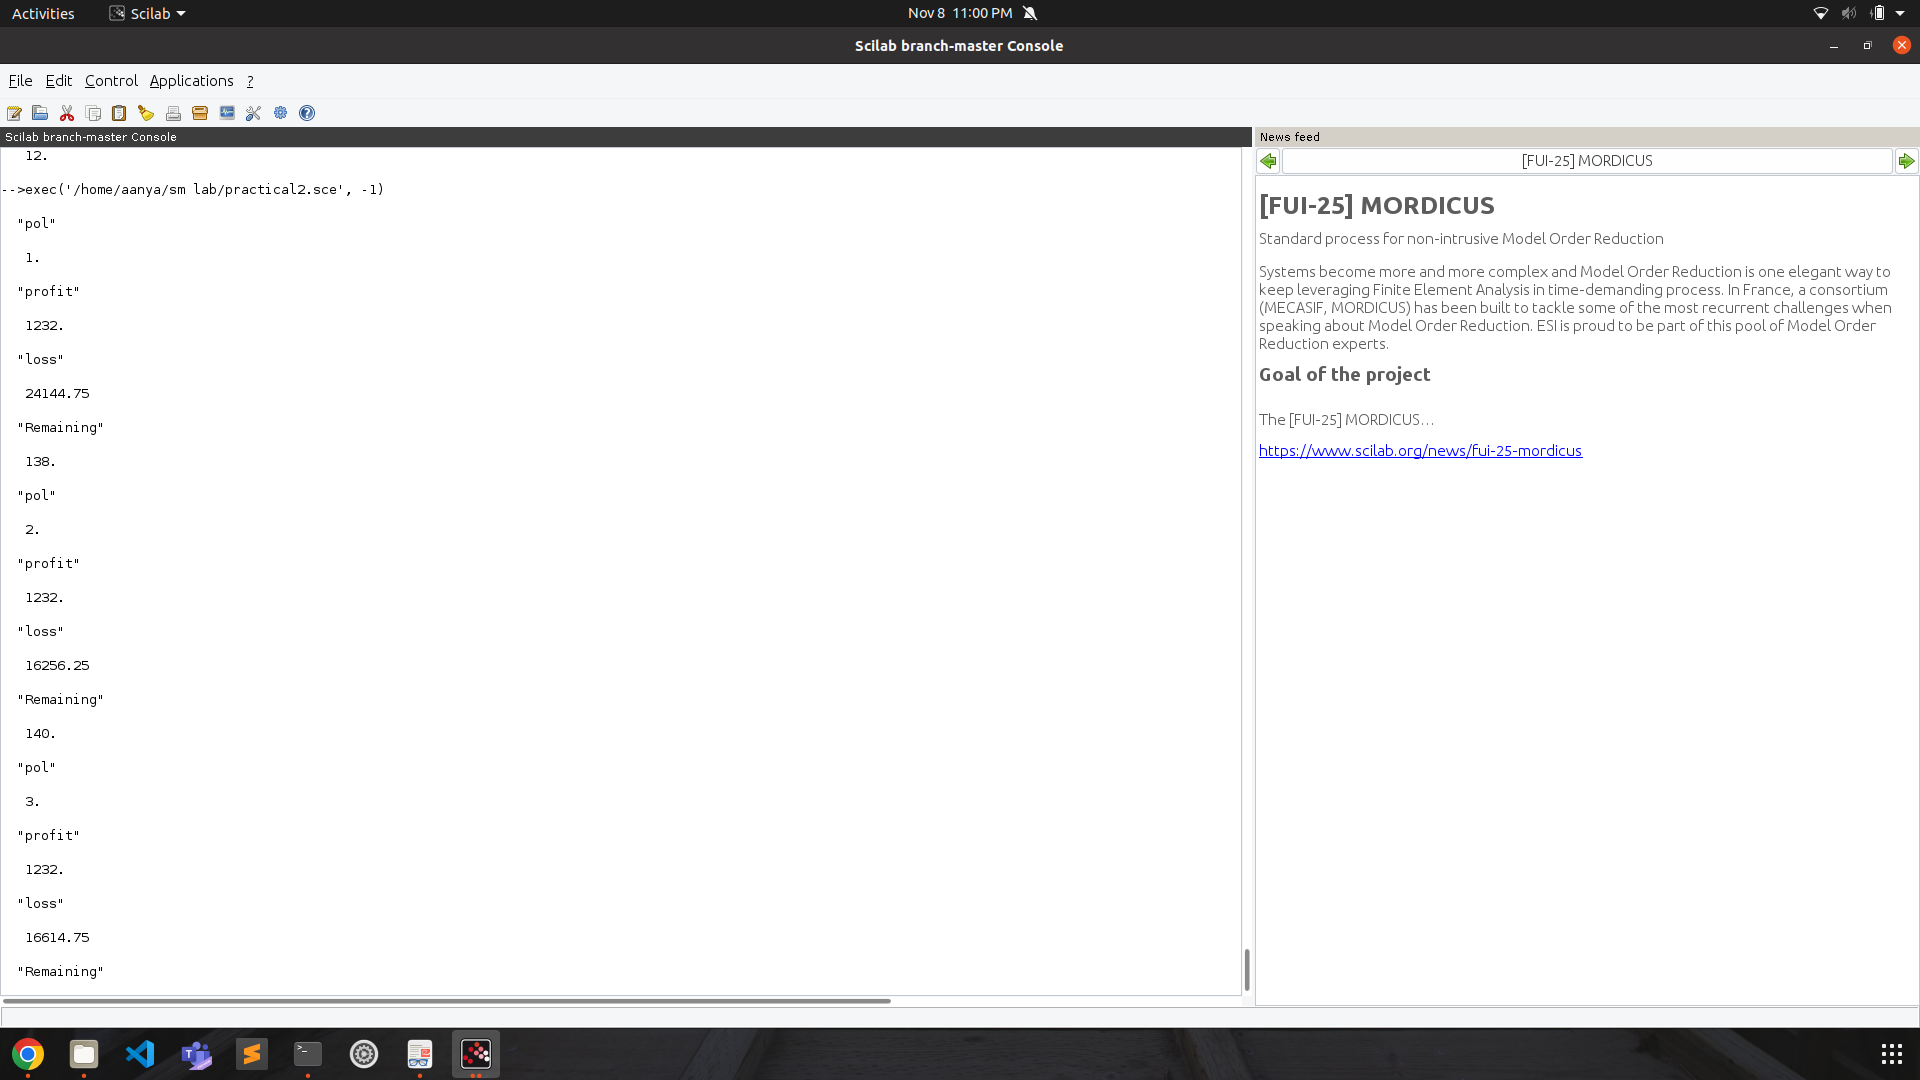 Activities
Scilab
Nov 8 11:00 PM
Scilab branch-master Console
File Edit Control Applications ?
Scilab branch-master Console
12.
-->exec('/home/aanya/sm lab/practical2.sce', -1)
"pol"
1.
"profit"
1232.
"loss"
24144.75
"Remaining"
138.
"pol"
2.
"profit"
1232.
"loss"
16256.25
"Remaining"
140.
"pol"
3.
"profit"
1232.
"loss"
16614.75
"Remaining"
News feed
[FUI-25] MORDICUS
[FUI-25] MORDICUS
Standard process for non-intrusive Model Order Reduction
Systems become more and more complex and Model Order Reduction is one elegant way to
keep leveraging Finite Element Analysis in time-demanding process. In France, a consortium
(MECASIF, MORDICUS) has been built to tackle some of the most recurrent challenges when
speaking about Model Order Reduction. ESI is proud to be part of this pool of Model Order
Reduction experts.
Goal of the project
The [FUI-25] MORDICUS...
https://www.scilab.org/news/fui-25-mordicus